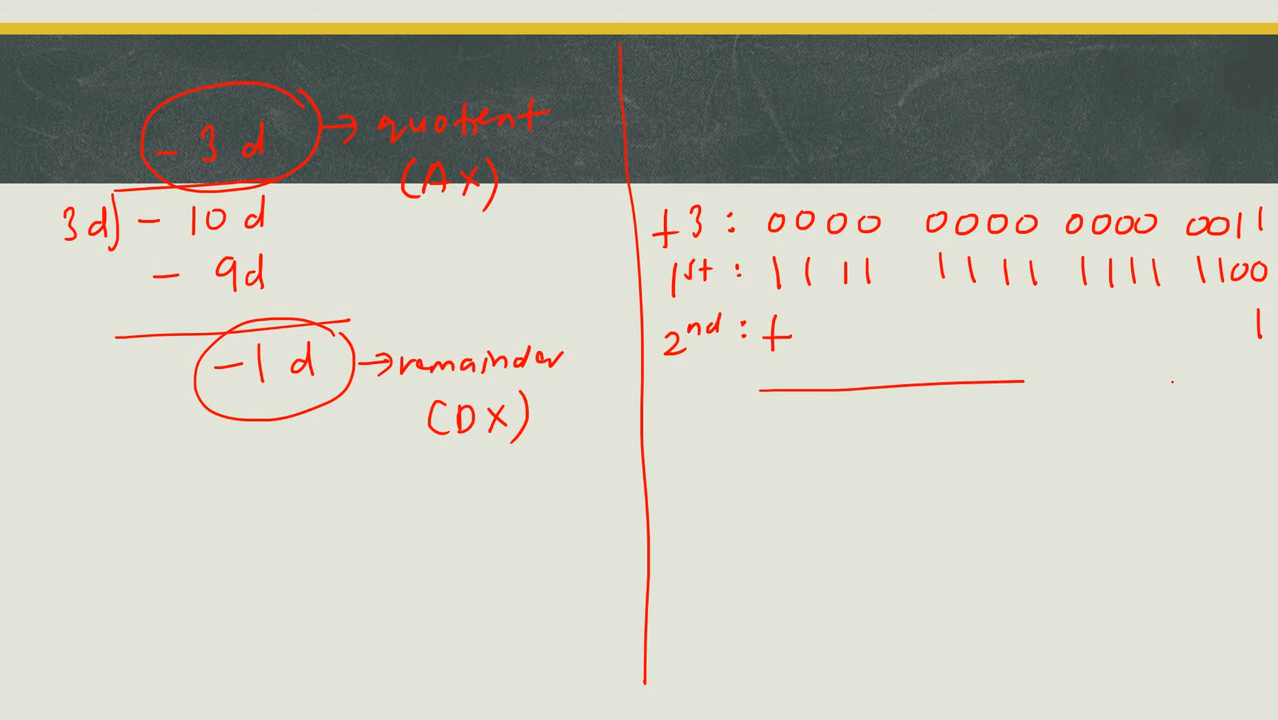 - 3 d → quotient
(AX)
3d) - 10 d
- 9d
- 1 d → remainder
(DX)
+3 : 0000 0000 0000 0011
1st : 1111 1111 1111 1100
2nd : + 1